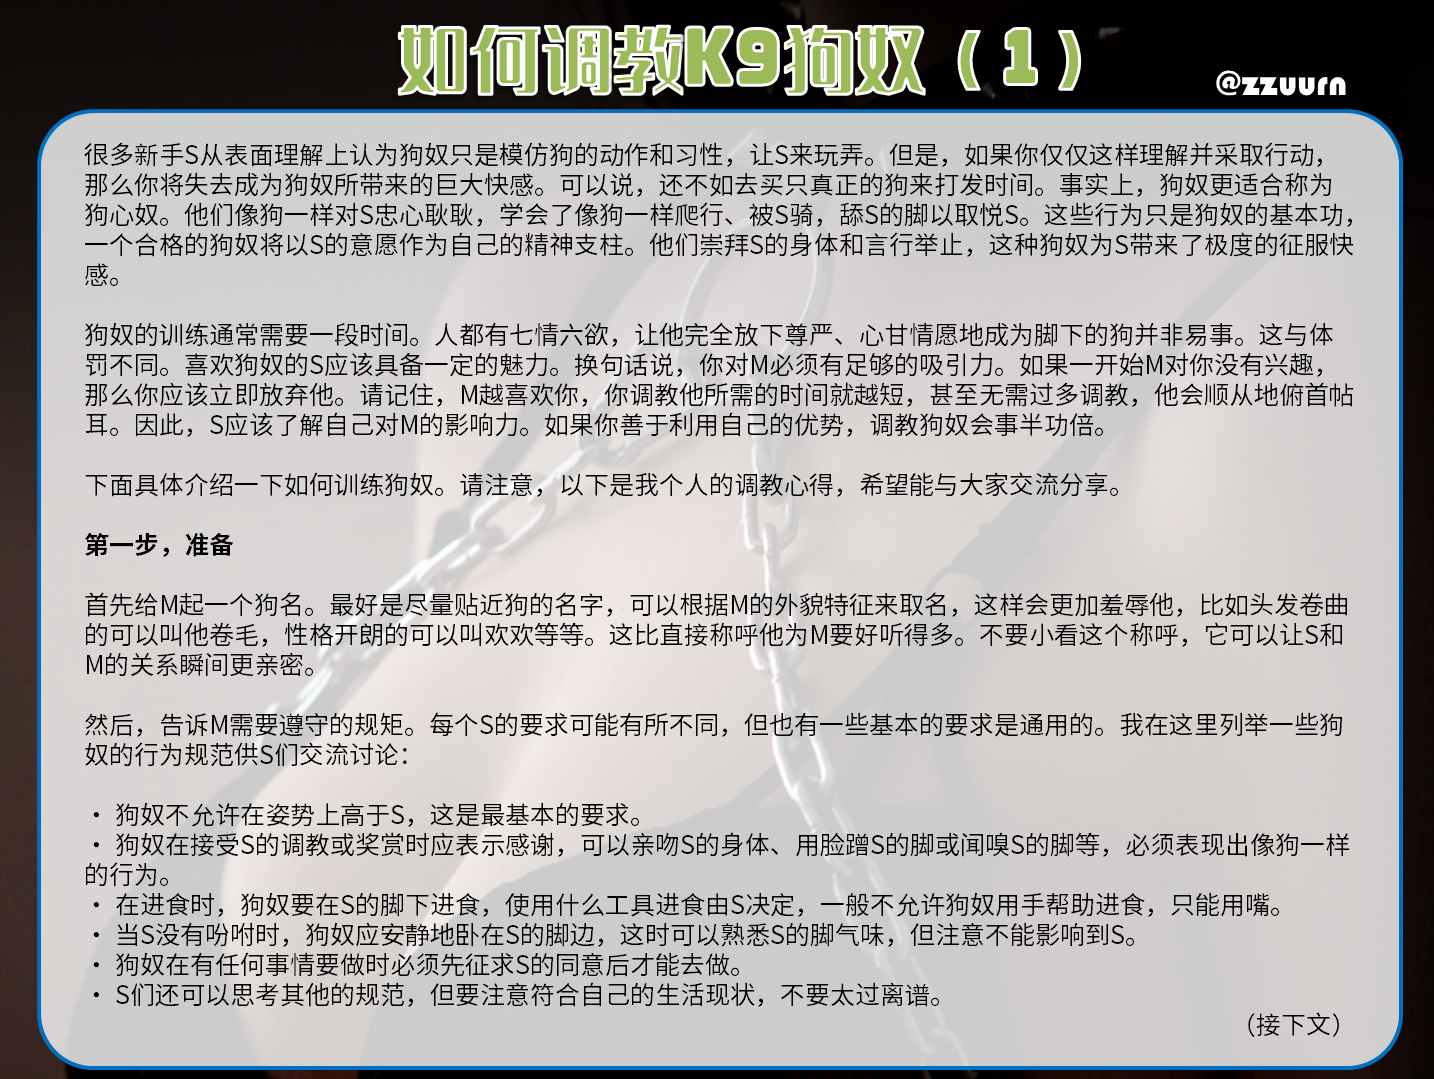 如何调教K9狗奴（1）
@zzuurn
很多新手S从表面理解上认为狗奴只是模仿狗的动作和习性，让S来玩弄。但是，如果你仅仅这样理解并采取行动，
那么你将失去成为狗奴所带来的巨大快感。可以说，还不如去买只真正的狗来打发时间。事实上，狗奴更适合称为
狗心奴。他们像狗一样对S忠心耿耿，学会了像狗一样爬行、被S骑，舔S的脚以取悦S。这些行为只是狗奴的基本功，
一个合格的狗奴将以S的意愿作为自己的精神支柱。他们崇拜S的身体和言行举止，这种狗奴为S带来了极度的征服快
感。
狗奴的训练通常需要一段时间。人都有七情六欲，让他完全放下尊严、心甘情愿地成为脚下的狗并非易事。这与体
罚不同。喜欢狗奴的S应该具备一定的魅力。换句话说，你对M必须有足够的吸引力。如果一开始M对你没有兴趣，
那么你应该立即放弃他。请记住，M越喜欢你，你调教他所需的时间就越短，甚至无需过多调教，他会顺从地俯首帖
耳。因此，S应该了解自己对M的影响力。如果你善于利用自己的优势，调教狗奴会事半功倍。
下面具体介绍一下如何训练狗奴。请注意，以下是我个人的调教心得，希望能与大家交流分享。
第一步，准备
首先给M起一个狗名。最好是尽量贴近狗的名字，可以根据M的外貌特征来取名，这样会更加羞辱他，比如头发卷曲
的可以叫他卷毛，性格开朗的可以叫欢欢等等。这比直接称呼他为M要好听得多。不要小看这个称呼，它可以让S和
M的关系瞬间更亲密。
然后，告诉M需要遵守的规矩。每个S的要求可能有所不同，但也有一些基本的要求是通用的。我在这里列举一些狗
奴的行为规范供S们交流讨论：
· 狗奴不允许在姿势上高于S，这是最基本的要求。
· 狗奴在接受S的调教或奖赏时应表示感谢，可以亲吻S的身体、用脸蹭S的脚或闻嗅S的脚等，必须表现出像狗一样
的行为。
· 在进食时，狗奴要在S的脚下进食，使用什么工具进食由S决定，一般不允许狗奴用手帮助进食，只能用嘴。
· 当S没有吩咐时，狗奴应安静地卧在S的脚边，这时可以熟悉S的脚气味，但注意不能影响到S。
· 狗奴在有任何事情要做时必须先征求S的同意后才能去做。
· S们还可以思考其他的规范，但要注意符合自己的生活现状，不要太过离谱。
（接下文）